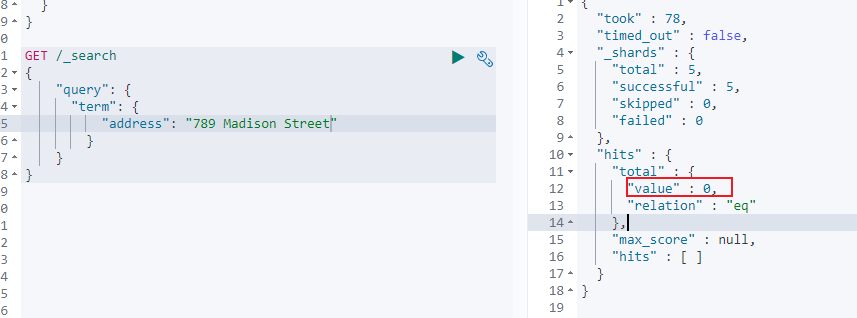 8
}
9
}
0
1
GET /_search
2
{
3
"query": {
4
"term": {
5
"address": "789 Madison Street"
6
}
7
}
8
}
9
0
1
2
3
4
5
6
1
{
2
"took" : 78,
3
"timed_out" : false,
4
"_shards" : {
5
"total" : 5,
6
"successful" : 5,
7
"skipped" : 0,
8
"failed" : 0
9
},
10
"hits" : {
11
"total" : {
12
"value" : 0,
13
"relation" : "eq"
14
},
15
"max_score" : null,
16
"hits" : [ ]
17
}
18
}
19